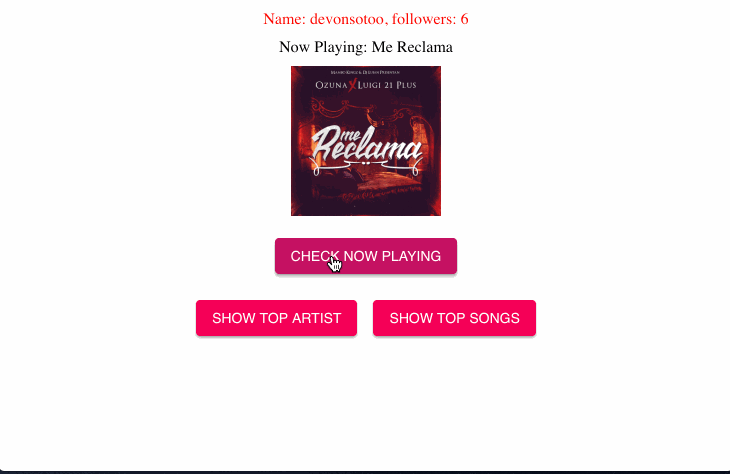 Name: devonsotoo, followers: 6
Now Playing: Me Reclama
OZUNA X LUIGI 21 PLUS
me
Reclama
CHECK NOW PLAYING
SHOW TOP ARTIST
SHOW TOP SONGS